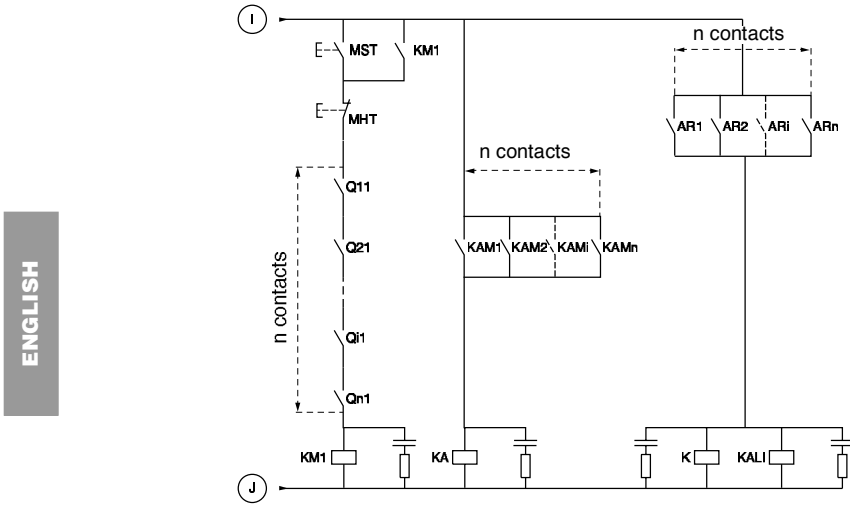 I
MST
KM1
n contacts
MHT
AR1
AR2
ARi
ARn
n contacts
Q11
Q21
KAM1
KAM2
KAMi
KAMn
n contacts
Qi1
Qn1
KM1
KA
K
KALI
J
ENGLISH